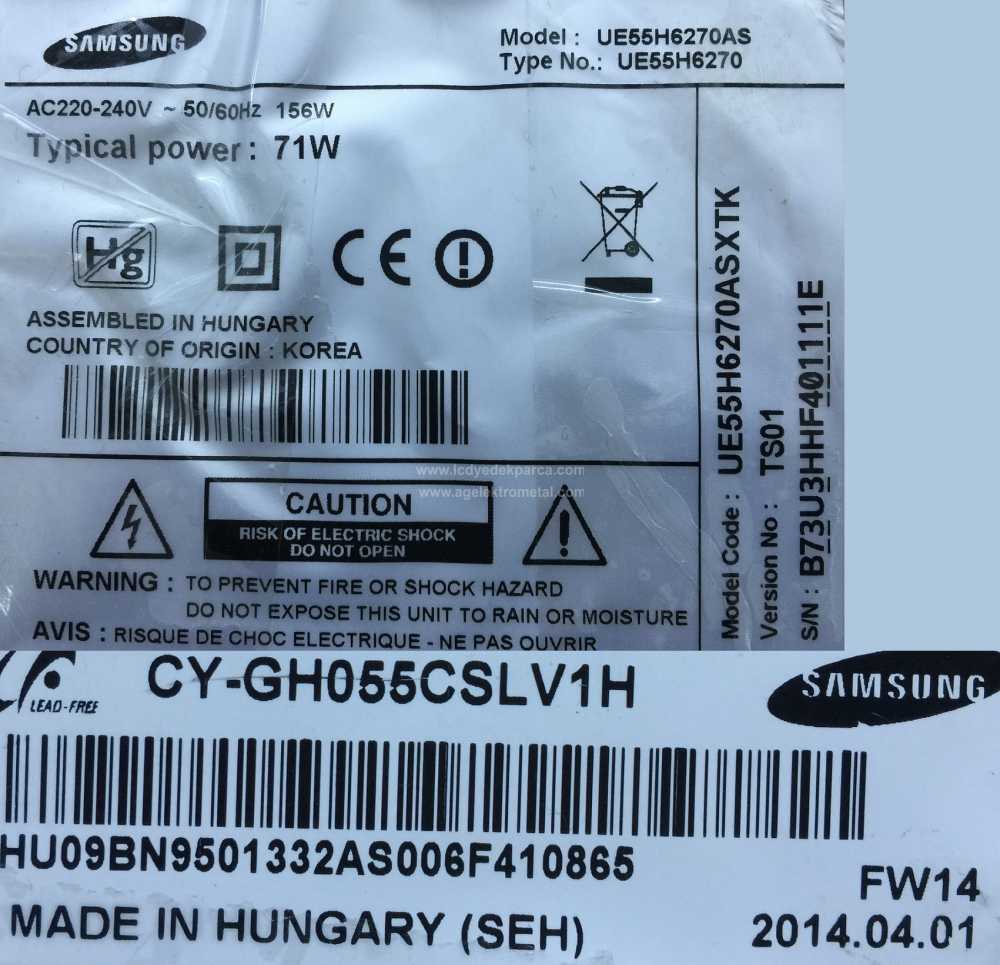 SAMSUNG
Model : UE55H6270AS
Type No.: UE55H6270
AC220-240V ~ 50/60Hz 156W
Typical power : 71W
Hg
CE
ASSEMBLED IN HUNGARY
COUNTRY OF ORIGIN : KOREA
www.lcdyedekparca.com
www.agelektrometal.com
CAUTION
RISK OF ELECTRIC SHOCK
DO NOT OPEN
WARNING : TO PREVENT FIRE OR SHOCK HAZARD
DO NOT EXPOSE THIS UNIT TO RAIN OR MOISTURE
AVIS : RISQUE DE CHOC ELECTRIQUE - NE PAS OUVRIR
Model Code : UE55H6270ASXTK
Version No : TS01
S/N : B73U3HHF401111E
LEAD-FREE
CY-GH055CSLV1H
SAMSUNG
HU09BN9501332AS006F410865
FW14
MADE IN HUNGARY (SEH)
2014.04.01